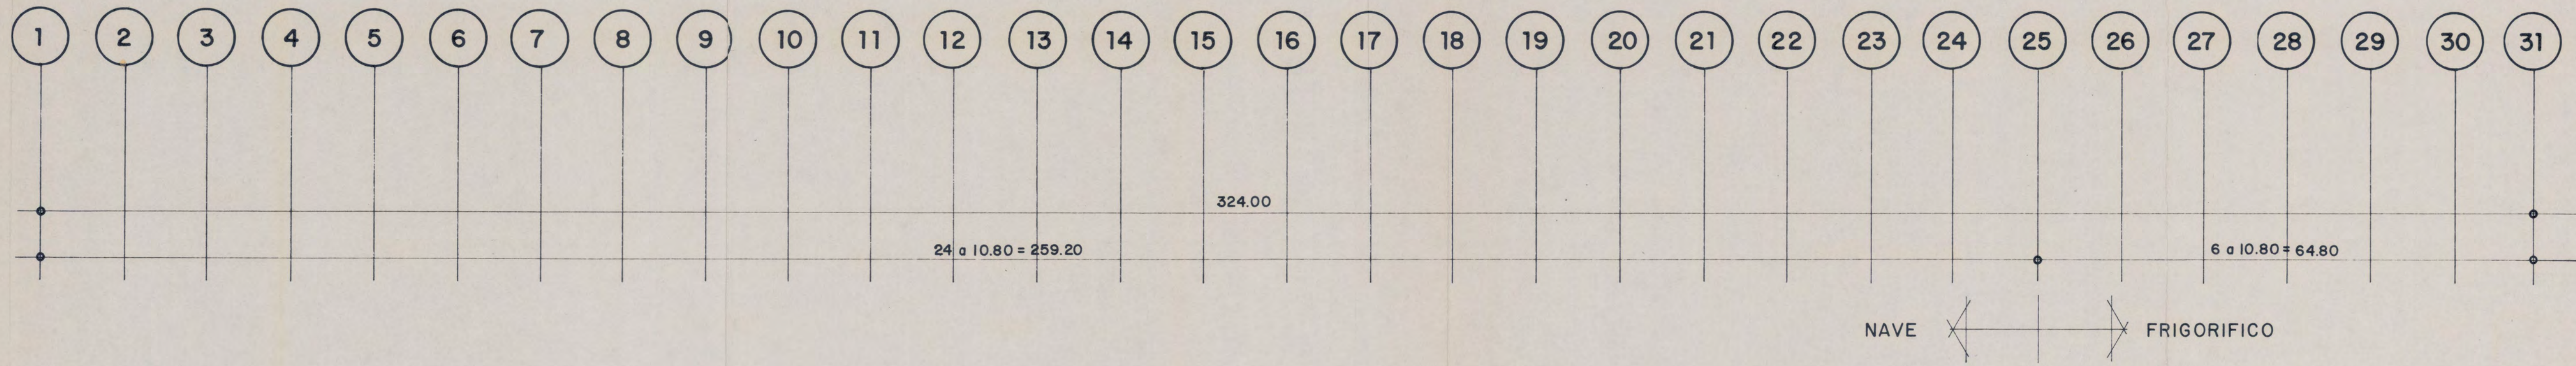 1 2 3 4 5 6 7 8 9 10 11 12 13 14 15 16 17 18 19 20 21 22 23 24 25 26 27 28 29 30 31
324.00
24 a 10.80 = 259.20 6 a 10.80 = 64.80
NAVE FRIGORIFICO